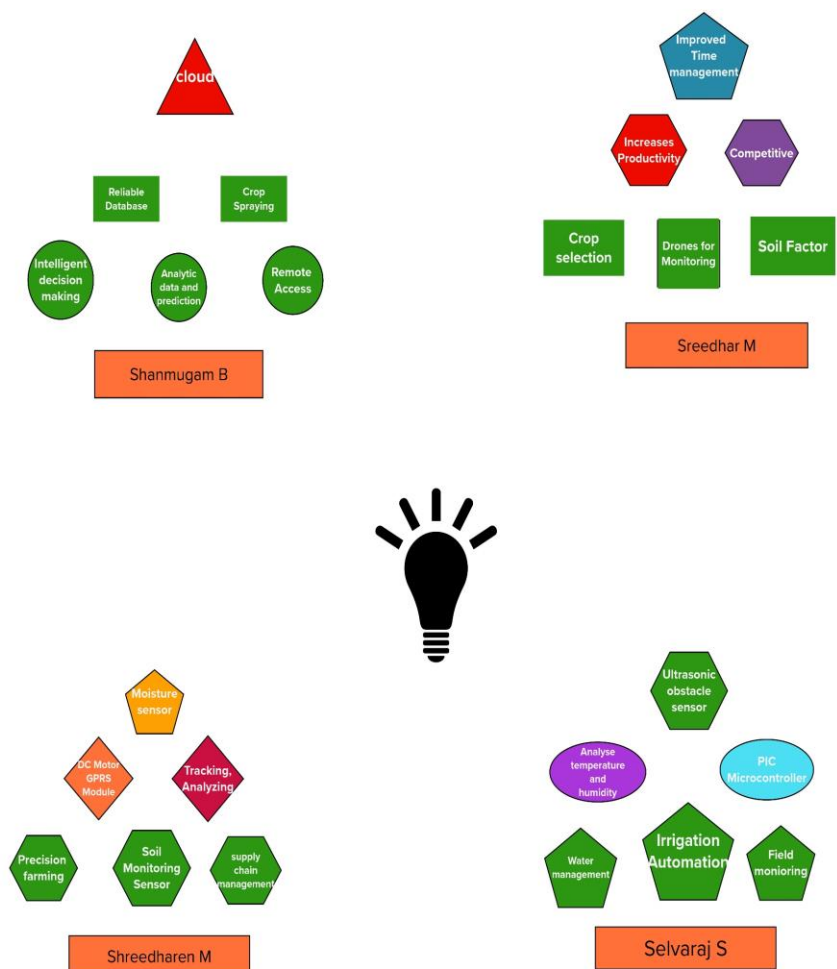 cloud
Reliable
Database
Crop
Spraying
Intelligent
decision
making
Analytic
data and
prediction
Remote
Access
Shanmugam B
Improved
Time
management
Increases
Productivity
Competitive
Crop
selection
Drones for
Monitoring
Soil Factor
Sreedhar M
Moisture
sensor
DC Motor
GPRS
Module
Tracking,
Analyzing
Precision
farming
Soil
Monitoring
Sensor
supply
chain
management
Shreedharen M
Ultrasonic
obstacle
sensor
Analyse
temperature
and
humidity
PIC
Microcontroller
Water
management
Irrigation
Automation
Field
monioring
Selvaraj S